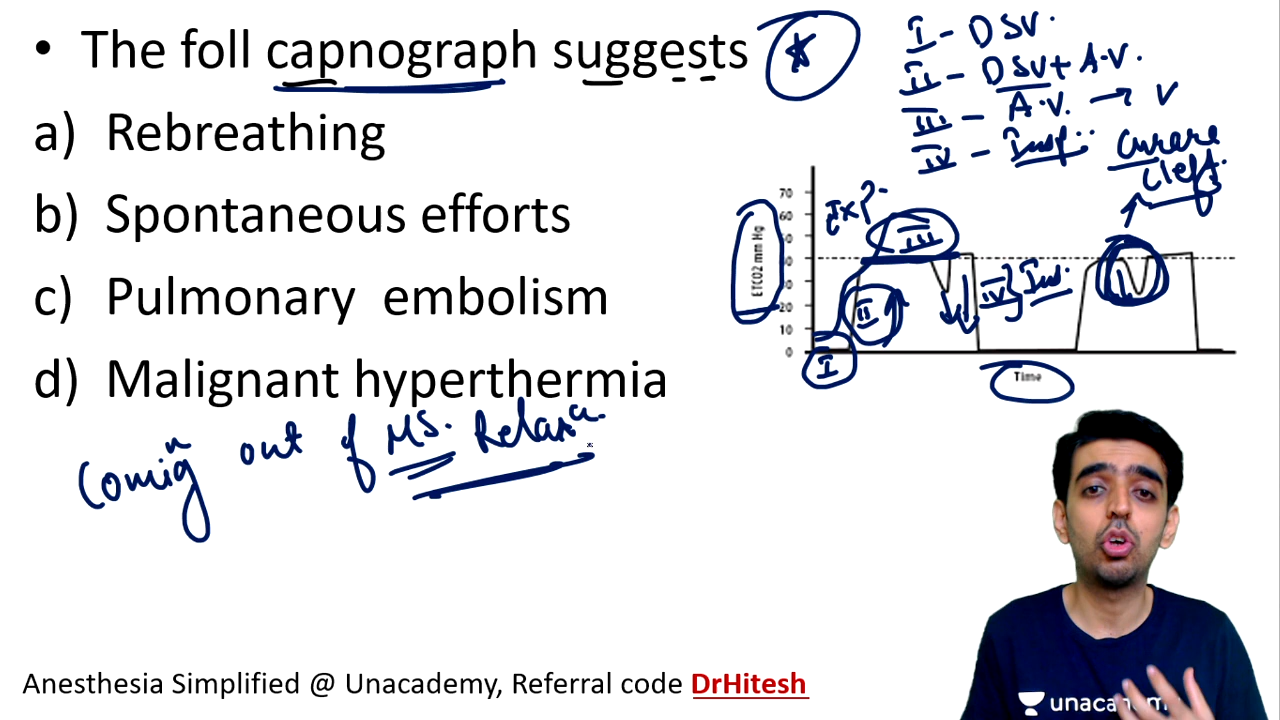 • The foll capnograph suggests
a) Rebreathing
b) Spontaneous efforts
c) Pulmonary embolism
d) Malignant hyperthermia
Coming out of MS. Relaxn
I - DSV.
II - DSV + A.V.
III - A.V. → V
IV - Insp.
Curare
Cleft.
Exp.
ETCO2 mm Hg
70
60
50
40
30
20
10
0
I
II
III
IV } Insp.
Time
Anesthesia Simplified @ Unacademy, Referral code DrHitesh
unacademy